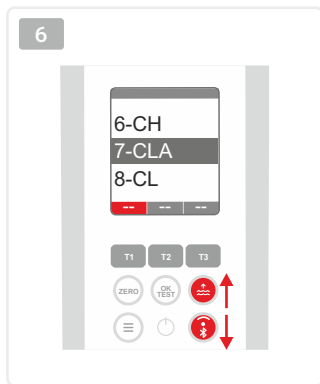 6
6-CH
7-CLA
8-CL
-- -- --
T1 T2 T3
ZERO OK
TEST